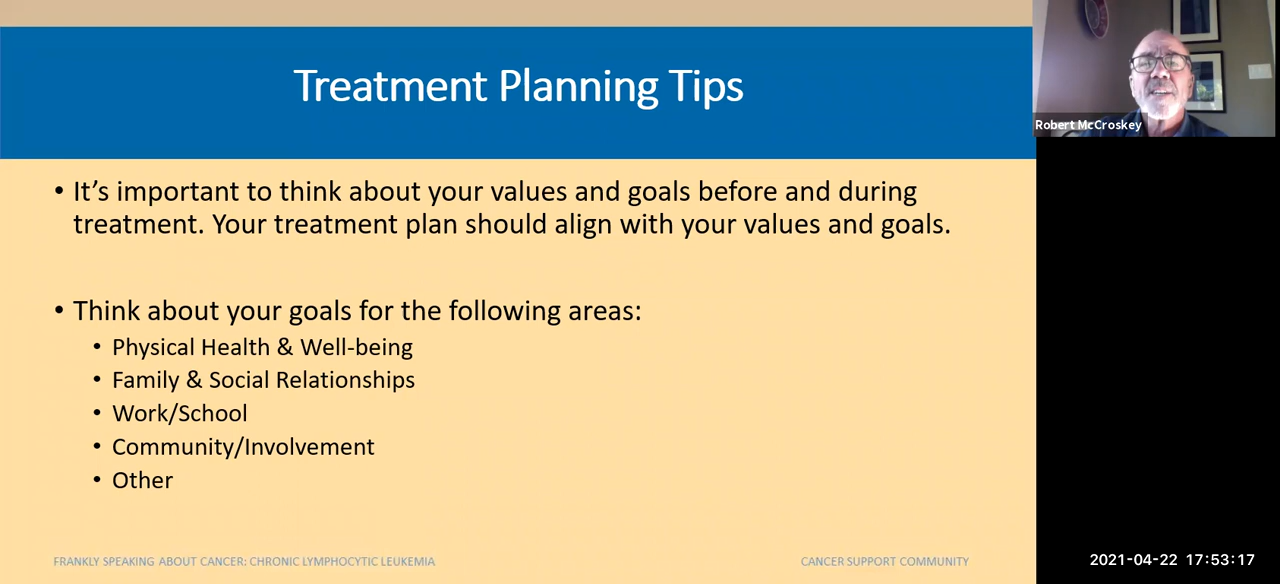 Treatment Planning Tips
Robert McCroskey
• It’s important to think about your values and goals before and during
treatment. Your treatment plan should align with your values and goals.
• Think about your goals for the following areas:
• Physical Health & Well-being
• Family & Social Relationships
• Work/School
• Community/Involvement
• Other
FRANKLY SPEAKING ABOUT CANCER: CHRONIC LYMPHOCYTIC LEUKEMIA
CANCER SUPPORT COMMUNITY
2021-04-22 17:53:17